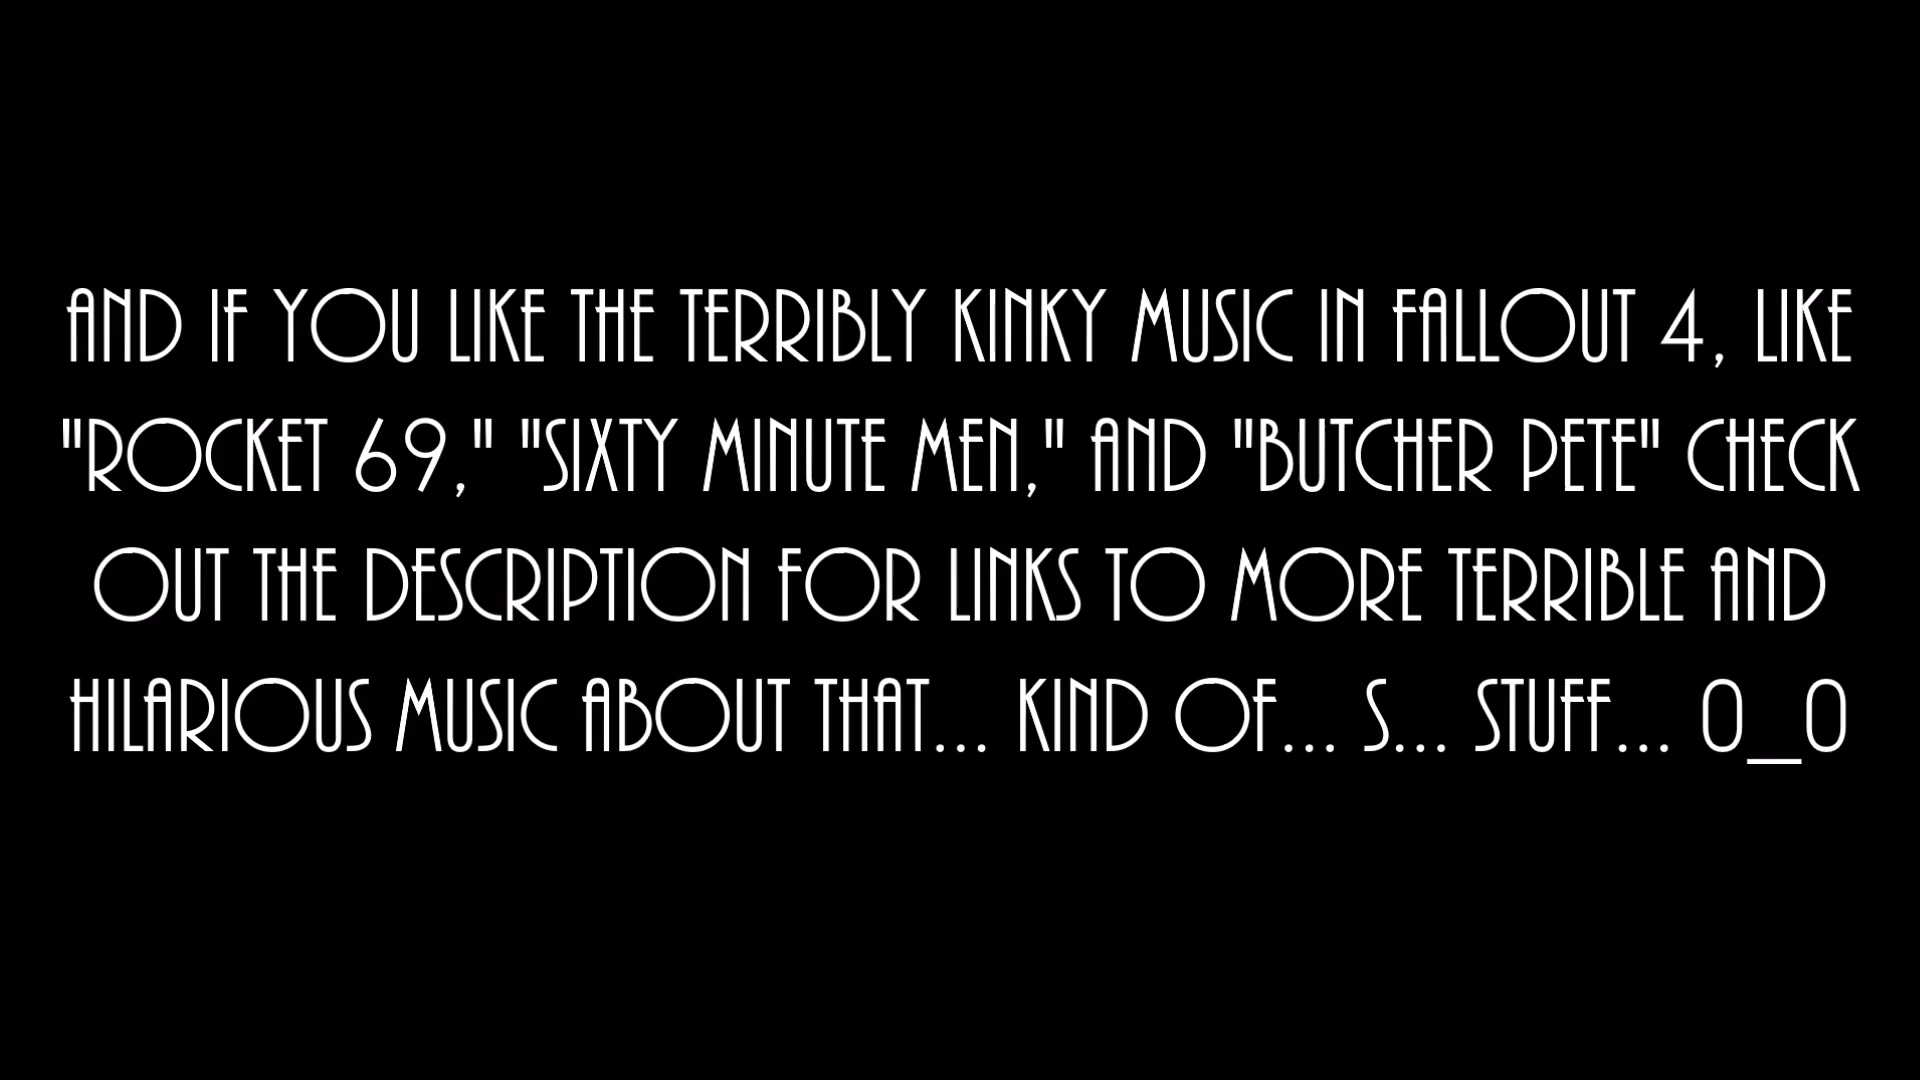 AND IF YOU LIKE THE TERRIBLY KINKY MUSIC IN FALLOUT 4, LIKE
"ROCKET 69," "SIXTY MINUTE MEN," AND "BUTCHER PETE" CHECK
OUT THE DESCRIPTION FOR LINKS TO MORE TERRIBLE AND
HILARIOUS MUSIC ABOUT THAT... KIND OF... S... STUFF... 0_0